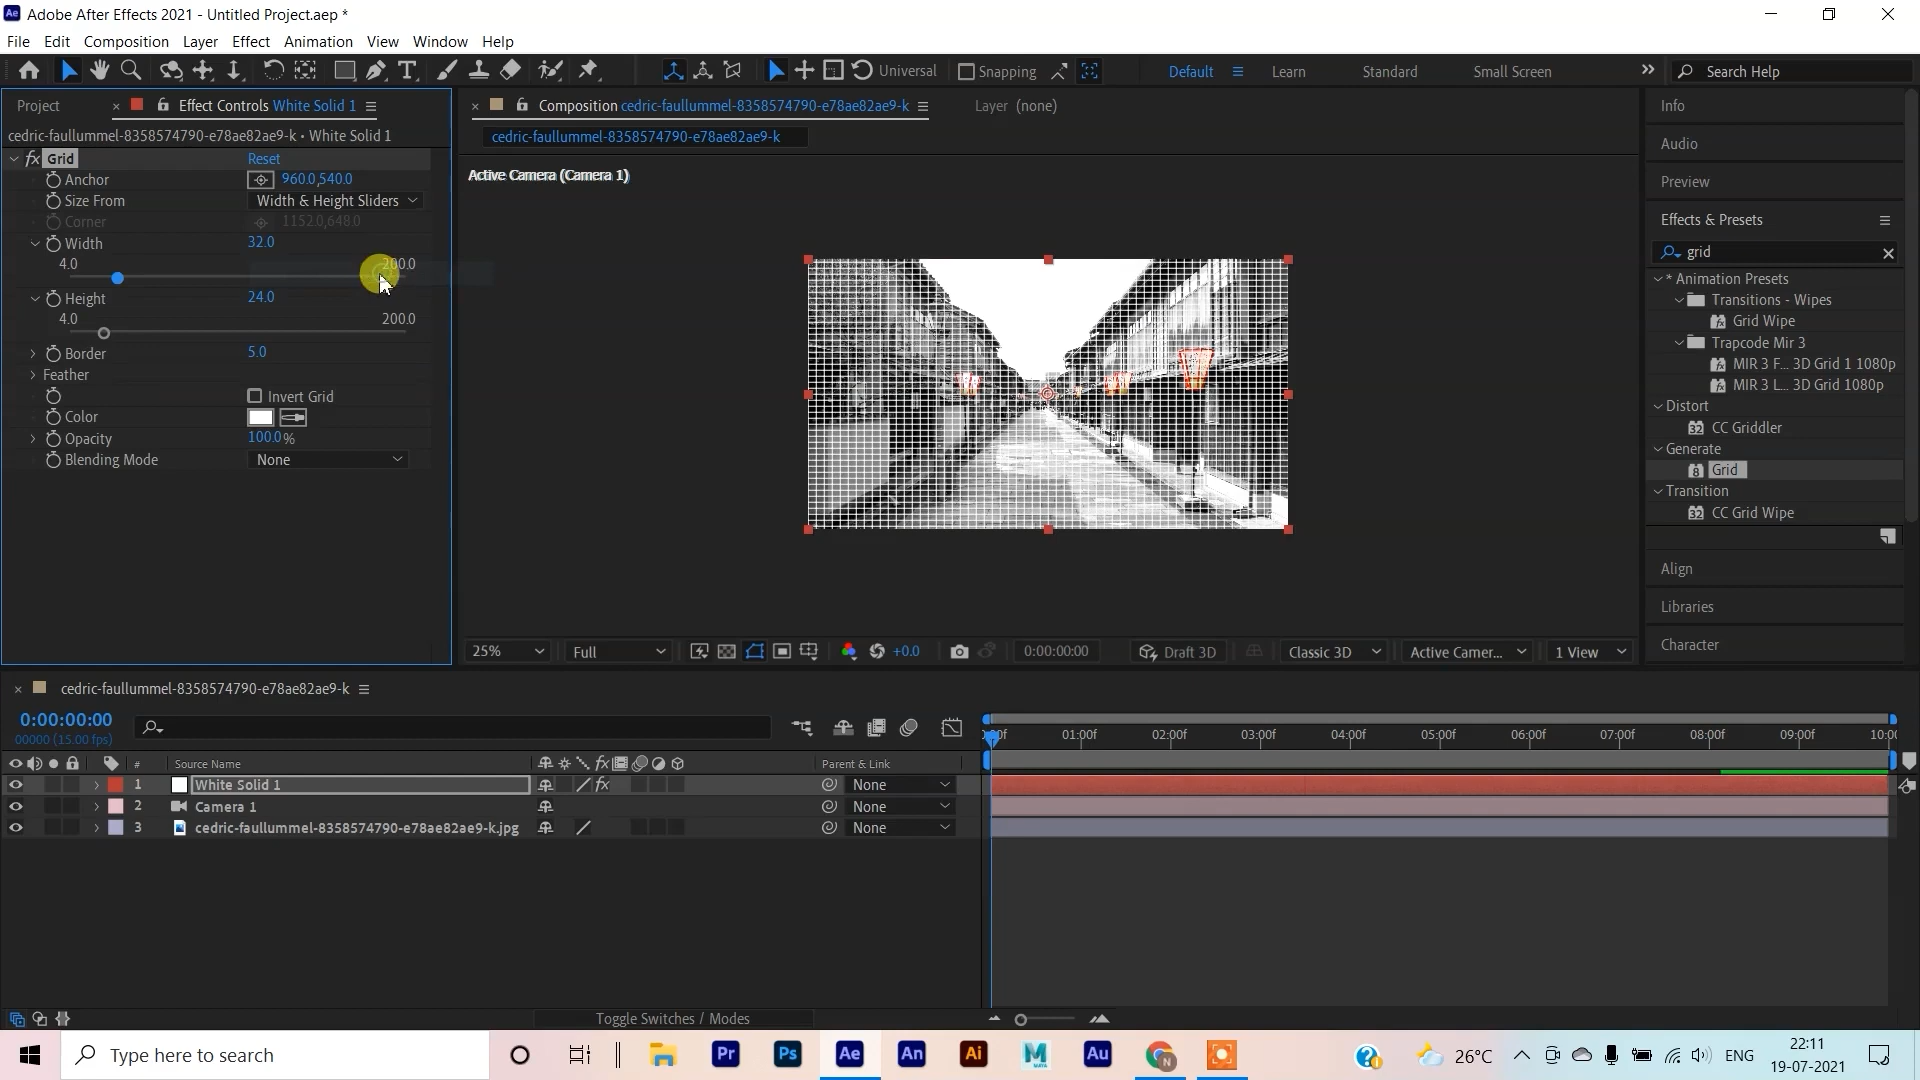 Ae Adobe After Effects 2021 - Untitled Project.aep *
File Edit Composition Layer Effect Animation View Window Help
Universal Snapping Default Learn Standard Small Screen Search Help
Project Effect Controls White Solid 1
Composition cedric-faullummel-8358574790-e78ae82ae9-k Layer (none)
cedric-faullummel-8358574790-e78ae82ae9-k • White Solid 1
cedric-faullummel-8358574790-e78ae82ae9-k
fx Grid Reset
Anchor 960.0,540.0
Size From Width & Height Sliders
Corner 1152.0,648.0
Width 32.0
4.0 200.0
Height 24.0
4.0 200.0
Border 5.0
Feather
Invert Grid
Color
Opacity 100.0 %
Blending Mode None
Active Camera (Camera 1)
25% Full +0.0 0:00:00:00 Draft 3D Classic 3D Active Camer... 1 View
Info
Audio
Preview
Effects & Presets
grid
* Animation Presets
Transitions - Wipes
Grid Wipe
Trapcode Mir 3
MIR 3 F... 3D Grid 1 1080p
MIR 3 L... 3D Grid 1080p
Distort
32 CC Griddler
Generate
8 Grid
Transition
32 CC Grid Wipe
Align
Libraries
Character
cedric-faullummel-8358574790-e78ae82ae9-k
0:00:00:00
00000 (15.00 fps)
# Source Name fx Parent & Link
1 White Solid 1 fx None
2 Camera 1 None
3 cedric-faullummel-8358574790-e78ae82ae9-k.jpg None
01:00f 02:00f 03:00f 04:00f 05:00f 06:00f 07:00f 08:00f 09:00f
Toggle Switches / Modes
Type here to search Pr Ps Ae An Ai M Au N 26°C ENG
22:11
19-07-2021